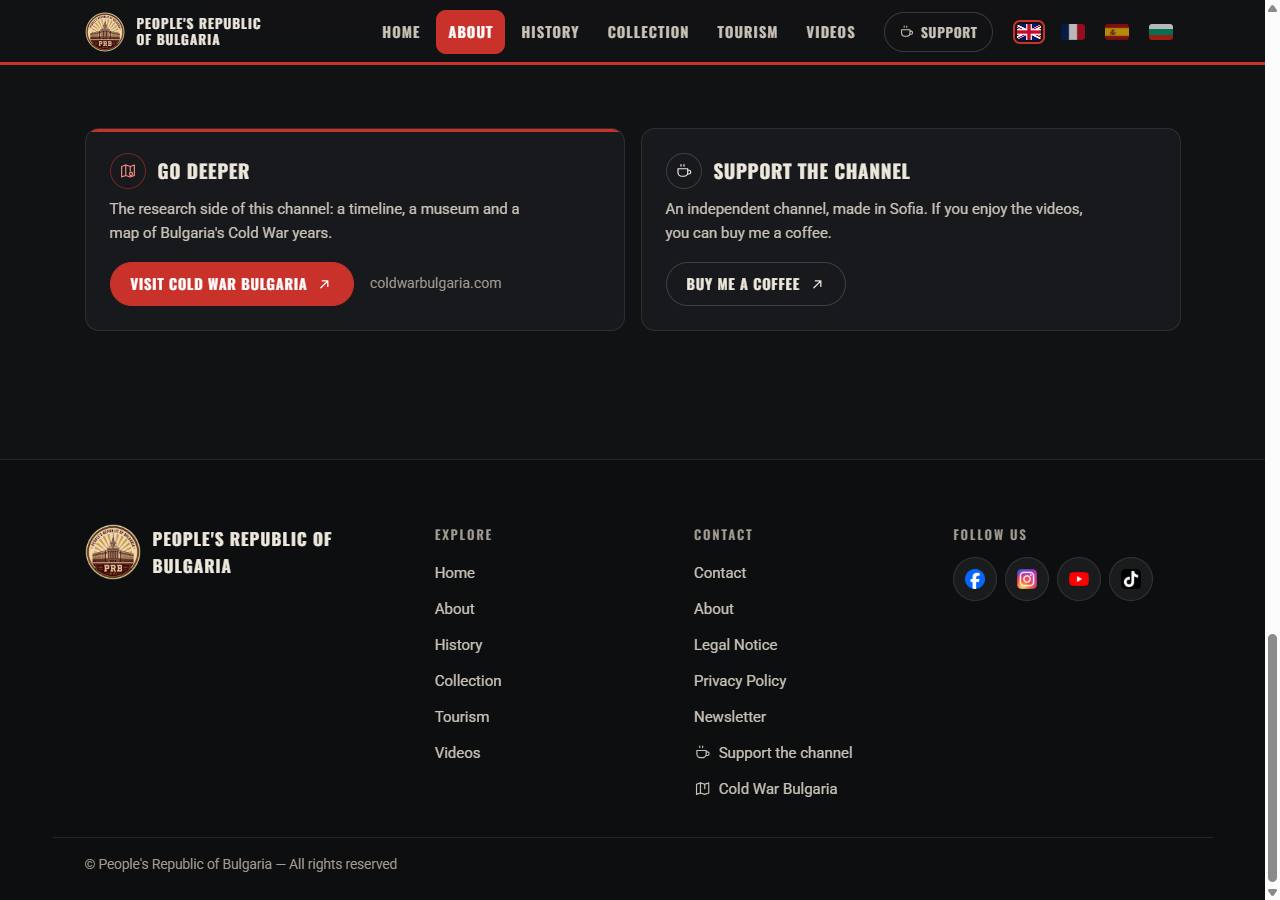 PEOPLE'S REPUBLIC
OF BULGARIA
HOME
ABOUT
HISTORY
COLLECTION
TOURISM
VIDEOS
SUPPORT
GO DEEPER
The research side of this channel: a timeline, a museum and a
map of Bulgaria's Cold War years.
VISIT COLD WAR BULGARIA
coldwarbulgaria.com
SUPPORT THE CHANNEL
An independent channel, made in Sofia. If you enjoy the videos,
you can buy me a coffee.
BUY ME A COFFEE
PRB
PEOPLE'S REPUBLIC OF
BULGARIA
EXPLORE
Home
About
History
Collection
Tourism
Videos
CONTACT
Contact
About
Legal Notice
Privacy Policy
Newsletter
Support the channel
Cold War Bulgaria
FOLLOW US
© People's Republic of Bulgaria — All rights reserved